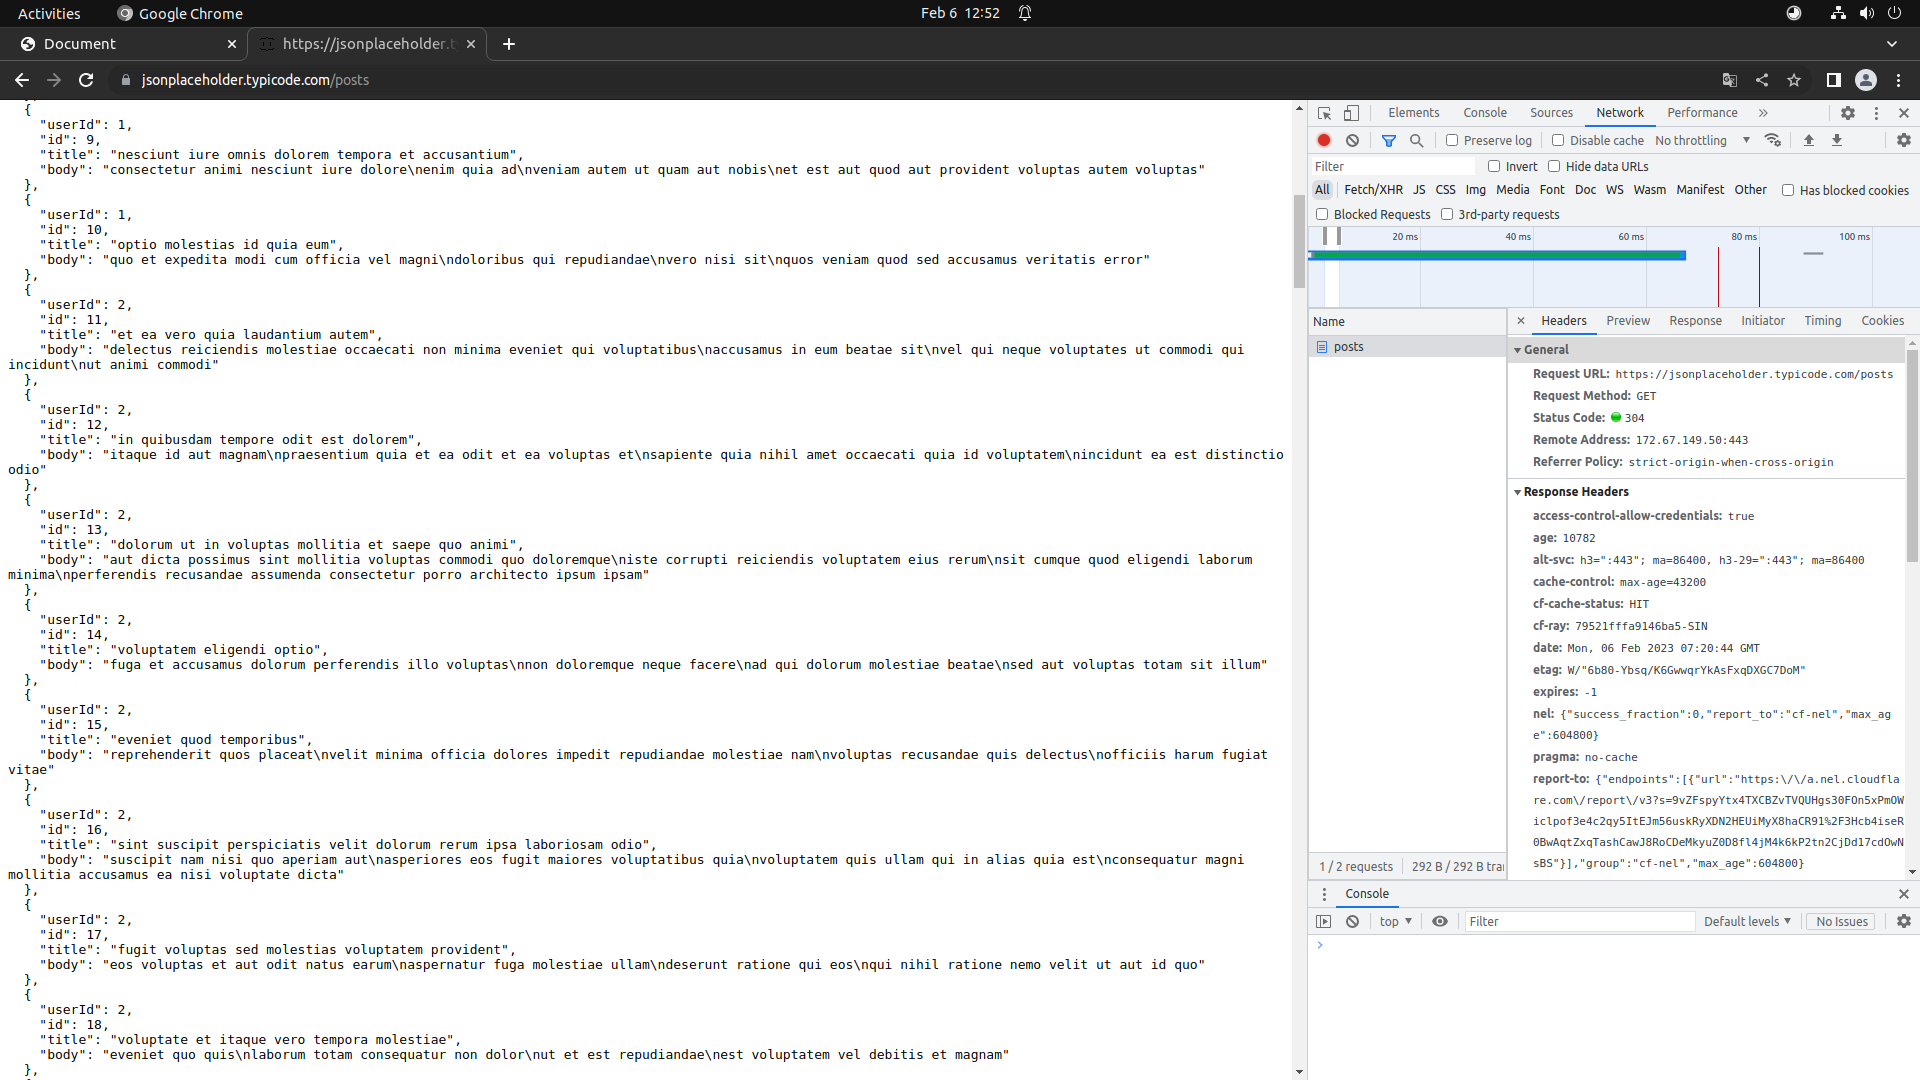 Activities
Google Chrome
Feb 6 12:52
Document
https://jsonplaceholder.t
jsonplaceholder.typicode.com/posts
{
"userId": 1,
"id": 9,
"title": "nesciunt iure omnis dolorem tempora et accusantium",
"body": "consectetur animi nesciunt iure dolore\nenim quia ad\nveniam autem ut quam aut nobis\net est aut quod aut provident voluptas autem voluptas"
},
{
"userId": 1,
"id": 10,
"title": "optio molestias id quia eum",
"body": "quo et expedita modi cum officia vel magni\ndoloribus qui repudiandae\nvero nisi sit\nquos veniam quod sed accusamus veritatis error"
},
{
"userId": 2,
"id": 11,
"title": "et ea vero quia laudantium autem",
"body": "delectus reiciendis molestiae occaecati non minima eveniet qui voluptatibus\naccusamus in eum beatae sit\nvel qui neque voluptates ut commodi qui
incidunt\nut animi commodi"
},
{
"userId": 2,
"id": 12,
"title": "in quibusdam tempore odit est dolorem",
"body": "itaque id aut magnam\npraesentium quia et ea odit et ea voluptas et\nsapiente quia nihil amet occaecati quia id voluptatem\nincidunt ea est distinctio
odio"
},
{
"userId": 2,
"id": 13,
"title": "dolorum ut in voluptas mollitia et saepe quo animi",
"body": "aut dicta possimus sint mollitia voluptas commodi quo doloremque\niste corrupti reiciendis voluptatem eius rerum\nsit cumque quod eligendi laborum
minima\nperferendis recusandae assumenda consectetur porro architecto ipsum ipsam"
},
{
"userId": 2,
"id": 14,
"title": "voluptatem eligendi optio",
"body": "fuga et accusamus dolorum perferendis illo voluptas\nnon doloremque neque facere\nad qui dolorum molestiae beatae\nsed aut voluptas totam sit illum"
},
{
"userId": 2,
"id": 15,
"title": "eveniet quod temporibus",
"body": "reprehenderit quos placeat\nvelit minima officia dolores impedit repudiandae molestiae nam\nvoluptas recusandae quis delectus\nofficiis harum fugiat
vitae"
},
{
"userId": 2,
"id": 16,
"title": "sint suscipit perspiciatis velit dolorum rerum ipsa laboriosam odio",
"body": "suscipit nam nisi quo aperiam aut\nasperiores eos fugit maiores voluptatibus quia\nvoluptatem quis ullam qui in alias quia est\nconsequatur magni
mollitia accusamus ea nisi voluptate dicta"
},
{
"userId": 2,
"id": 17,
"title": "fugit voluptas sed molestias voluptatem provident",
"body": "eos voluptas et aut odit natus earum\naspernatur fuga molestiae ullam\ndeserunt ratione qui eos\nqui nihil ratione nemo velit ut aut id quo"
},
{
"userId": 2,
"id": 18,
"title": "voluptate et itaque vero tempora molestiae",
"body": "eveniet quo quis\nlaborum totam consequatur non dolor\nut et est repudiandae\nest voluptatem vel debitis et magnam"
},
Elements Console Sources Network Performance
Preserve log Disable cache No throttling
Filter Invert Hide data URLs
All Fetch/XHR JS CSS Img Media Font Doc WS Wasm Manifest Other Has blocked cookies
Blocked Requests 3rd-party requests
20 ms 40 ms 60 ms 80 ms 100 ms
Name
posts
1 / 2 requests 292 B / 292 B tra
Headers Preview Response Initiator Timing Cookies
General
Request URL: https://jsonplaceholder.typicode.com/posts
Request Method: GET
Status Code: 304
Remote Address: 172.67.149.50:443
Referrer Policy: strict-origin-when-cross-origin
Response Headers
access-control-allow-credentials: true
age: 10782
alt-svc: h3=":443"; ma=86400, h3-29=":443"; ma=86400
cache-control: max-age=43200
cf-cache-status: HIT
cf-ray: 79521fffa9146ba5-SIN
date: Mon, 06 Feb 2023 07:20:44 GMT
etag: W/"6b80-Ybsq/K6GwwqrYkAsFxqDXGC7DoM"
expires: -1
nel: {"success_fraction":0,"report_to":"cf-nel","max_ag
e":604800}
pragma: no-cache
report-to: {"endpoints":[{"url":"https:\/\/a.nel.cloudfla
re.com\/report\/v3?s=9vZFspyYtx4TXCBZvTVQUHgs30FOn5xPmOW
iclpof3e4c2qy5ItEJm56uskRyXDN2HEUiMyX8haCR91%2F3Hcb4iseR
0BwAqtZxqTashCawJ8RoCDeMkyuZ0D8fl4jM4k6kP2tn2CjDd17cdOwN
sBS"}],"group":"cf-nel","max_age":604800}
Console
top Filter Default levels No Issues